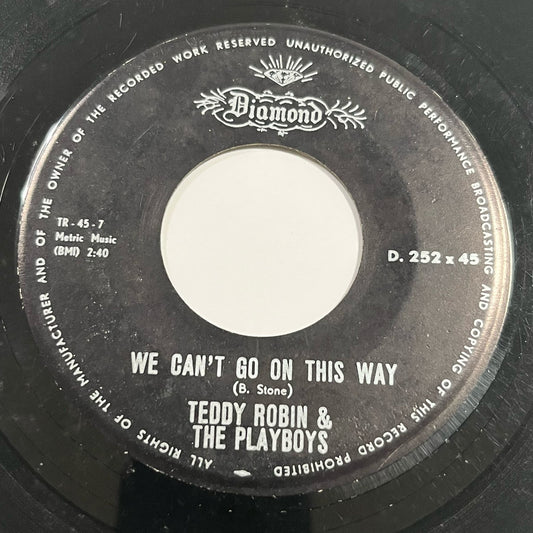 ALL RIGHTS OF THE MANUFACTURER AND OF THE OWNER OF THE RECORDED WORK RESERVED UNAUTHORIZED PUBLIC PERFORMANCE BROADCASTING AND COPYING OF THIS RECORD PROHIBITED
Diamond
TR-45-7
Metric Music
(BMI) 2:40
D. 252 x 45
WE CAN'T GO ON THIS WAY
(B. Stone)
TEDDY ROBIN &
THE PLAYBOYS